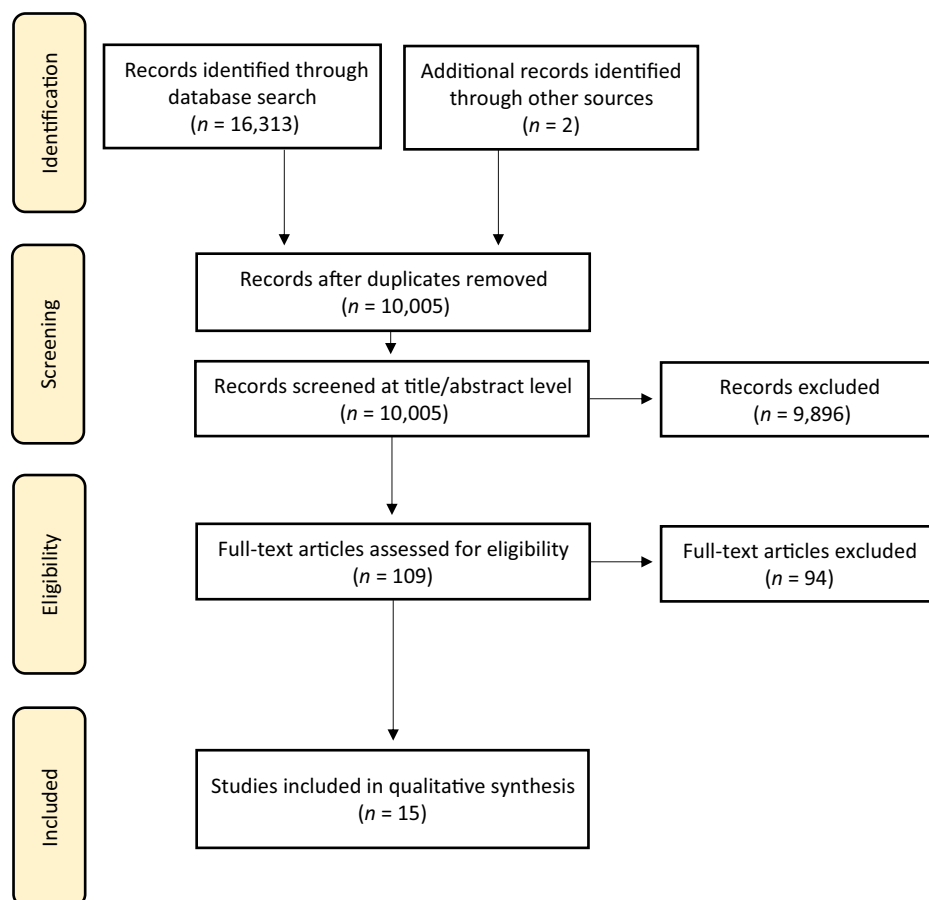 Identification
Records identified through
database search
(n = 16,313)
Additional records identified
through other sources
(n = 2)
Screening
Records after duplicates removed
(n = 10,005)
Records screened at title/abstract level
(n = 10,005)
Records excluded
(n = 9,896)
Eligibility
Full-text articles assessed for eligibility
(n = 109)
Full-text articles excluded
(n = 94)
Included
Studies included in qualitative synthesis
(n = 15)